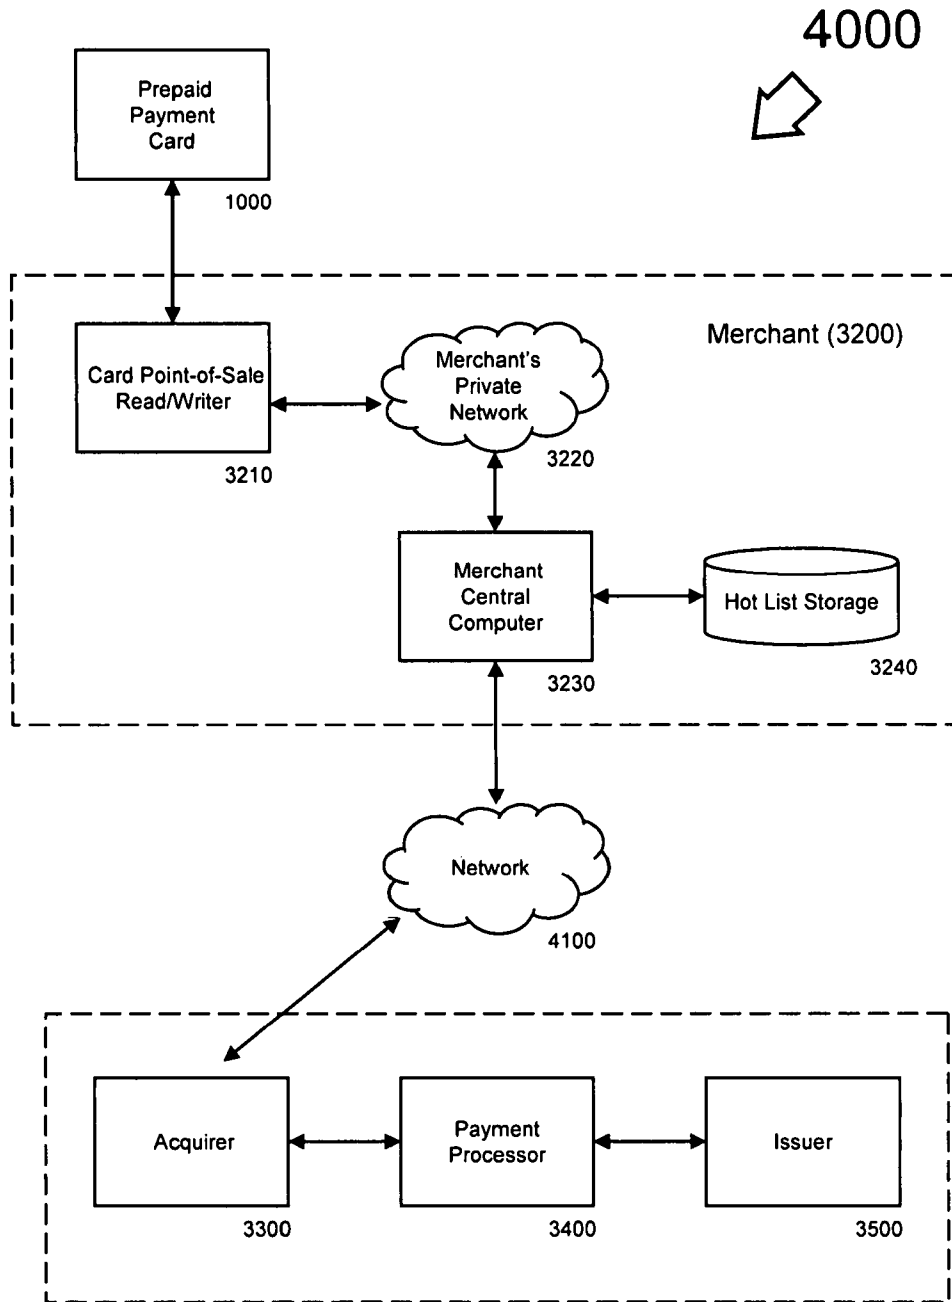 4000
Prepaid
Payment
Card
1000
Merchant (3200)
Card Point-of-Sale
Read/Writer
3210
Merchant's
Private
Network
3220
Merchant
Central
Computer
3230
Hot List Storage
3240
Network
4100
Acquirer
3300
Payment
Processor
3400
Issuer
3500